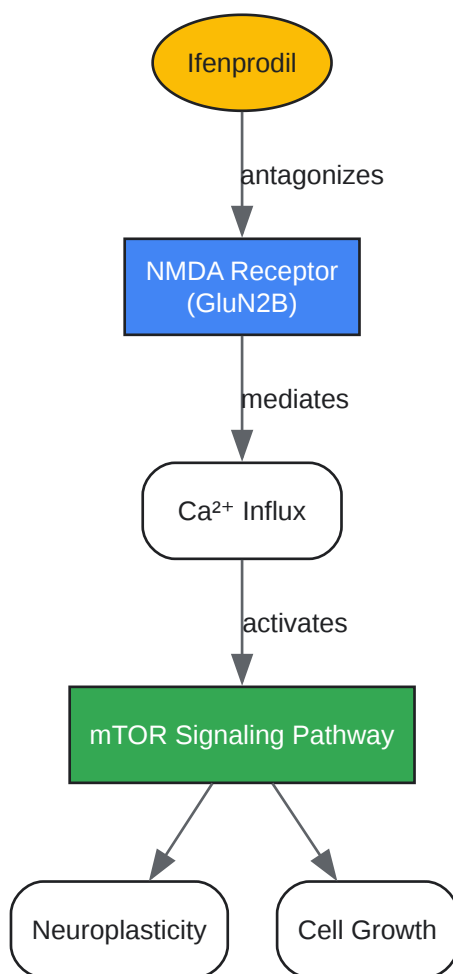 Ifenprodil
antagonizes
NMDA Receptor
(GluN2B)
mediates
Ca²⁺ Influx
activates
mTOR Signaling Pathway
Neuroplasticity
Cell Growth